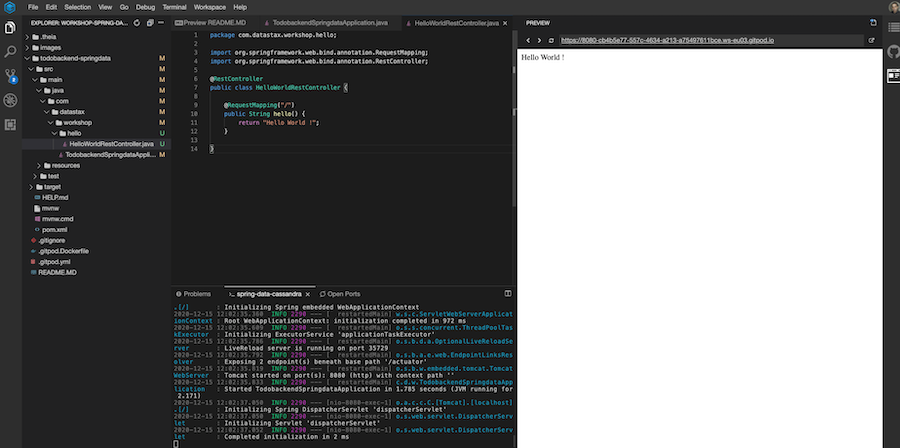 File Edit Selection View Go Debug Terminal Workspace Help
EXPLORER: WORKSHOP-SPRING-DA...
.theia
images
todobackend-springdata M
src M
main M
java M
com M
datastax M
workshop M
hello U
HelloWorldRestController.java U
TodobackendSpringdataAppli... M
resources
test
target
HELP.md
mvnw
mvnw.cmd
pom.xml
.gitignore
.gitpod.Dockerfile
.gitpod.yml
README.MD
2
Preview README.MD TodobackendSpringdataApplication.java HelloWorldRestController.java ×
1 package com.datastax.workshop.hello;
2
3 import org.springframework.web.bind.annotation.RequestMapping;
4 import org.springframework.web.bind.annotation.RestController;
5
6 @RestController
7 public class HelloWorldRestController {
8
9 @RequestMapping("/")
10 public String hello() {
11 return "Hello World !";
12 }
13
14 }
Problems >_ spring-data-cassandra × Open Ports
.[/] : Initializing Spring embedded WebApplicationContext
2020-12-15 12:02:35.360 INFO 2290 --- [ restartedMain] w.s.c.ServletWebServerApplicat
ionContext : Root WebApplicationContext: initialization completed in 972 ms
2020-12-15 12:02:35.609 INFO 2290 --- [ restartedMain] o.s.s.concurrent.ThreadPoolTas
kExecutor : Initializing ExecutorService 'applicationTaskExecutor'
2020-12-15 12:02:35.786 INFO 2290 --- [ restartedMain] o.s.b.d.a.OptionalLiveReloadSe
rver : LiveReload server is running on port 35729
2020-12-15 12:02:35.792 INFO 2290 --- [ restartedMain] o.s.b.a.e.web.EndpointLinksRes
olver : Exposing 2 endpoint(s) beneath base path '/actuator'
2020-12-15 12:02:35.819 INFO 2290 --- [ restartedMain] o.s.b.w.embedded.tomcat.Tomcat
WebServer : Tomcat started on port(s): 8080 (http) with context path ''
2020-12-15 12:02:35.833 INFO 2290 --- [ restartedMain] c.d.w.TodobackendSpringdataApp
lication : Started TodobackendSpringdataApplication in 1.785 seconds (JVM running for
2.171)
2020-12-15 12:02:37.050 INFO 2290 --- [nio-8080-exec-1] o.a.c.c.C.[Tomcat].[localhost]
.[/] : Initializing Spring DispatcherServlet 'dispatcherServlet'
2020-12-15 12:02:37.050 INFO 2290 --- [nio-8080-exec-1] o.s.web.servlet.DispatcherServ
let : Initializing Servlet 'dispatcherServlet'
2020-12-15 12:02:37.052 INFO 2290 --- [nio-8080-exec-1] o.s.web.servlet.DispatcherServ
let : Completed initialization in 2 ms
PREVIEW
https://8080-cb4b5e77-557c-4634-a213-a75497611bce.ws-eu03.gitpod.io
Hello World !